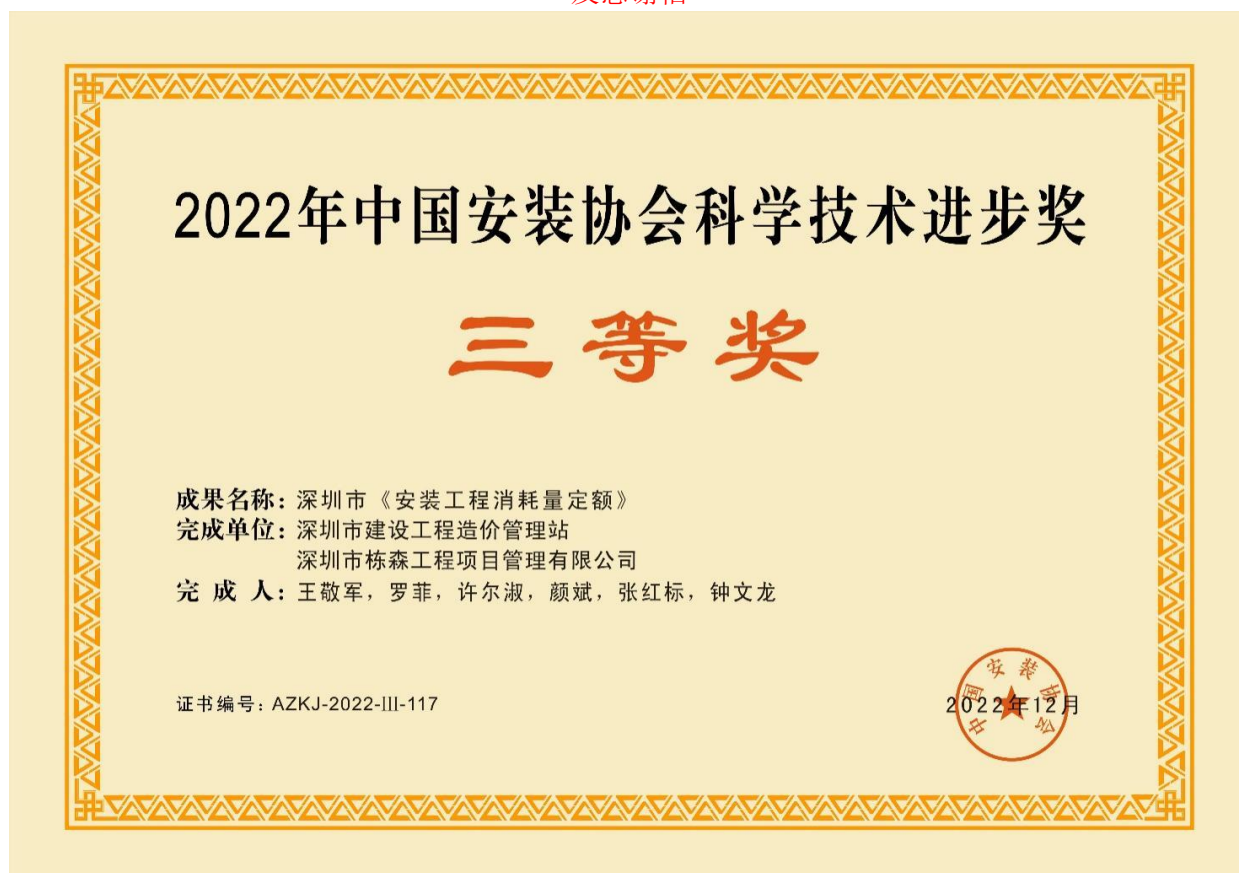 2022年中国安装协会科学技术进步奖
三等奖
成果名称：深圳市《安装工程消耗量定额》
完成单位：深圳市建设工程造价管理站
深圳市栋森工程项目管理有限公司
完成人：王敬军，罗菲，许尔淑，颜斌，张红标，钟文龙
证书编号：AZKJ-2022-III-117
2022年12月
中国安装协会